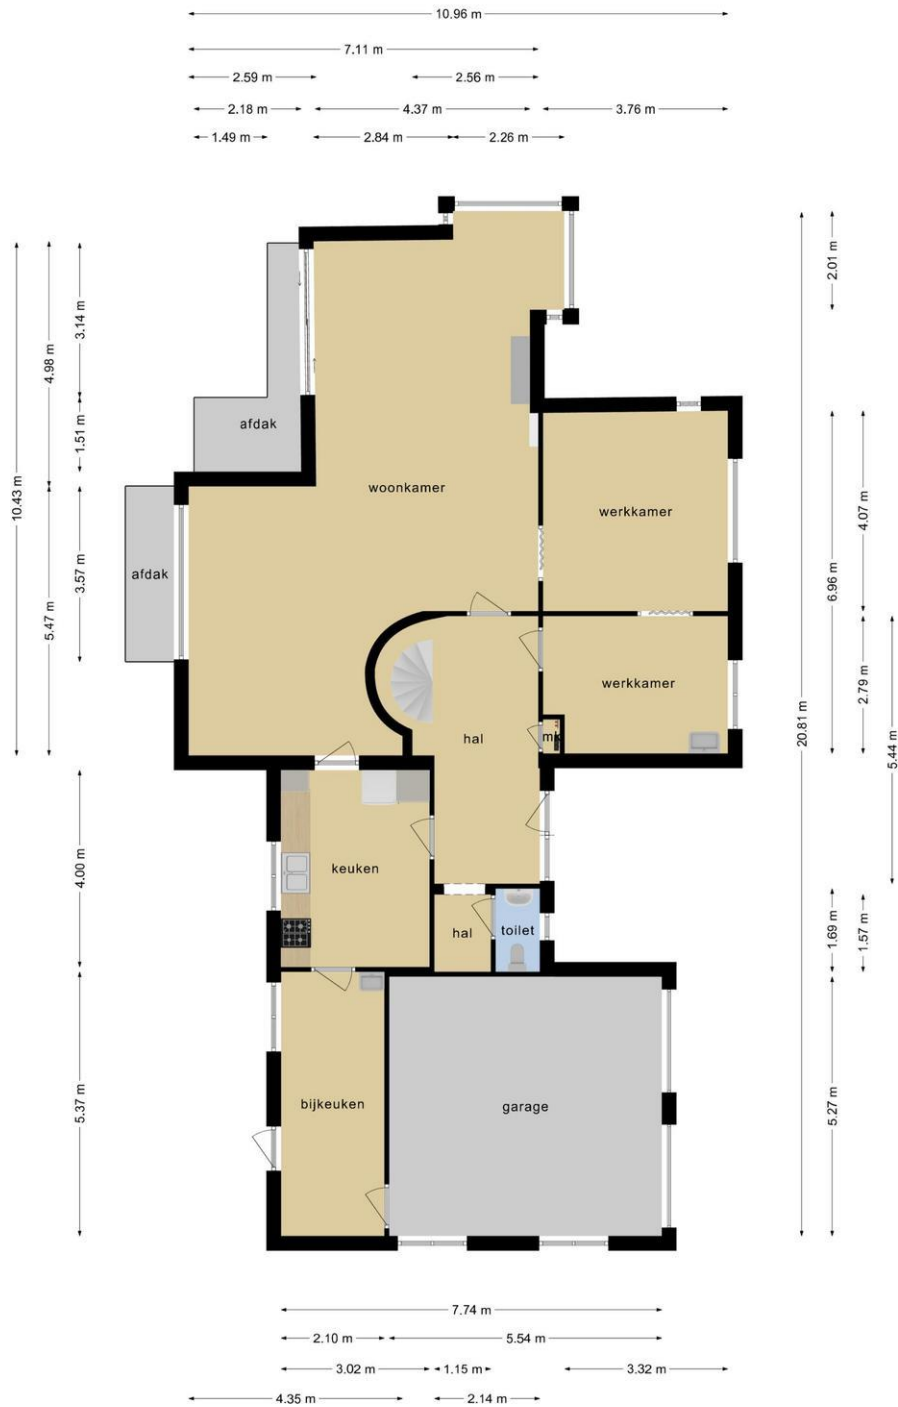 10.96 m
7.11 m
2.59 m 2.56 m
2.18 m 4.37 m 3.76 m
1.49 m 2.84 m 2.26 m
2.01 m
3.14 m
4.98 m
afdak
1.51 m
woonkamer
10.43 m
werkkamer
4.07 m
afdak
3.57 m
6.96 m
5.47 m
werkkamer
2.79 m
20.81 m
hal
mk
5.44 m
keuken
4.00 m
hal
toilet
1.69 m
1.57 m
bijkeuken
garage
5.37 m
5.27 m
7.74 m
2.10 m 5.54 m
3.02 m 1.15 m 3.32 m
4.35 m 2.14 m